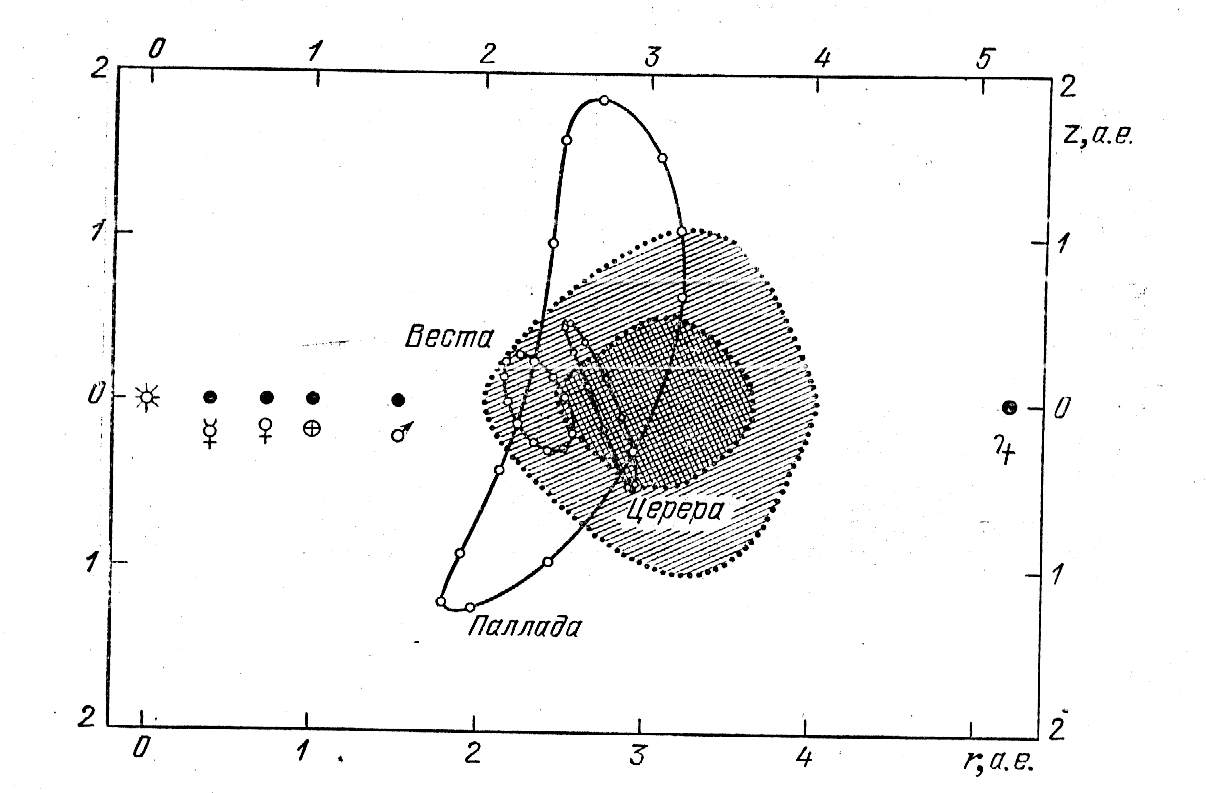 0 1 2 3 4 5
2 2
z, а.е.
1 1
Веста
0 0
☿ ♀ ⊕ ♂ ♃
Церера
1 1
Паллада
2 2
0 1 2 3 4 r, а.е.